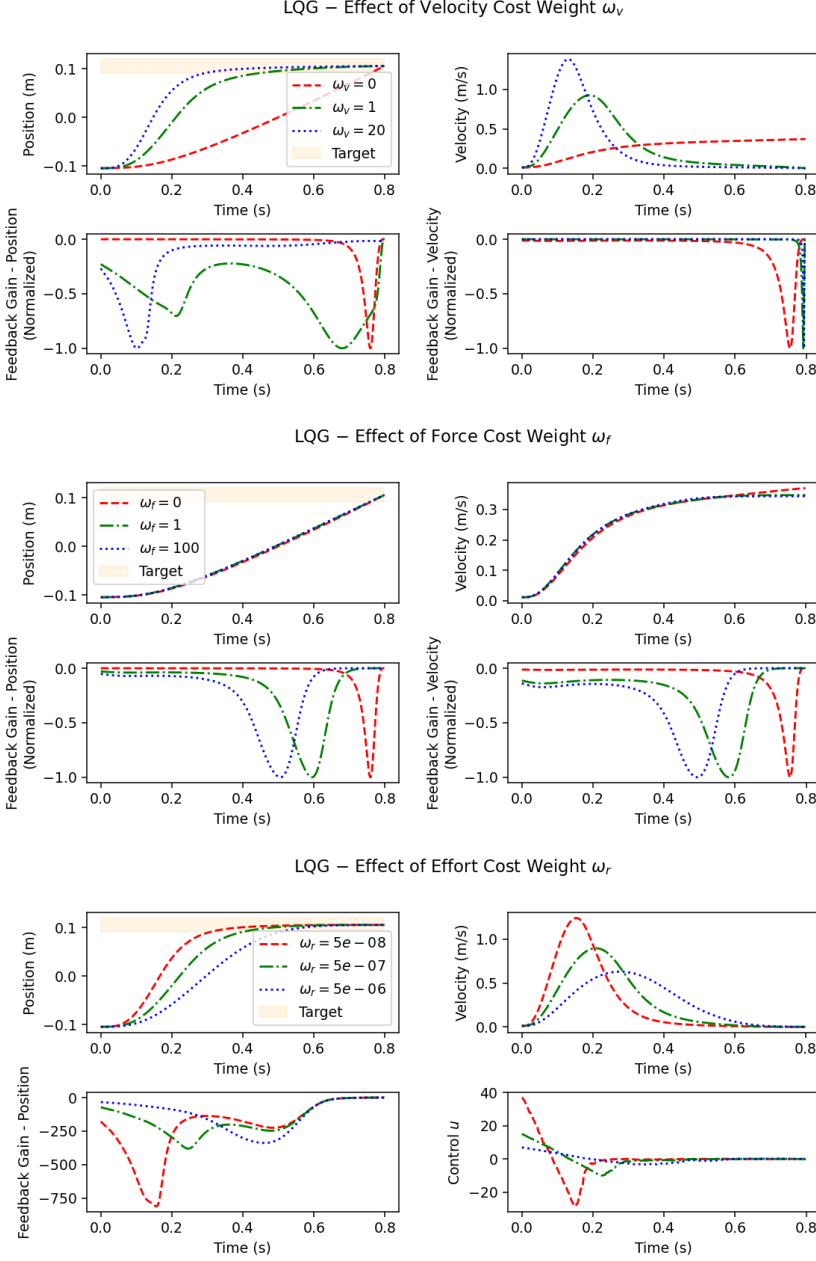 LQG − Effect of Velocity Cost Weight ω_v
Position (m)
0.1
0.0
−0.1
ω_v = 0
ω_v = 1
ω_v = 20
Target
0.0 0.2 0.4 0.6 0.8
Time (s)
Velocity (m/s)
1.0
0.5
0.0
0.0 0.2 0.4 0.6 0.8
Time (s)
Feedback Gain - Position
(Normalized)
0.0
−0.5
−1.0
0.0 0.2 0.4 0.6 0.8
Time (s)
Feedback Gain - Velocity
(Normalized)
0.0
−0.5
−1.0
0.0 0.2 0.4 0.6 0.8
Time (s)
LQG − Effect of Force Cost Weight ω_f
Position (m)
0.1
0.0
−0.1
ω_f = 0
ω_f = 1
ω_f = 100
Target
0.0 0.2 0.4 0.6 0.8
Time (s)
Velocity (m/s)
0.3
0.2
0.1
0.0
0.0 0.2 0.4 0.6 0.8
Time (s)
Feedback Gain - Position
(Normalized)
0.0
−0.5
−1.0
0.0 0.2 0.4 0.6 0.8
Time (s)
Feedback Gain - Velocity
(Normalized)
0.0
−0.5
−1.0
0.0 0.2 0.4 0.6 0.8
Time (s)
LQG − Effect of Effort Cost Weight ω_r
Position (m)
0.1
0.0
−0.1
ω_r = 5e − 08
ω_r = 5e − 07
ω_r = 5e − 06
Target
0.0 0.2 0.4 0.6 0.8
Time (s)
Velocity (m/s)
1.0
0.5
0.0
0.0 0.2 0.4 0.6 0.8
Time (s)
Feedback Gain - Position
0
−250
−500
−750
0.0 0.2 0.4 0.6 0.8
Time (s)
Control u
40
20
0
−20
0.0 0.2 0.4 0.6 0.8
Time (s)